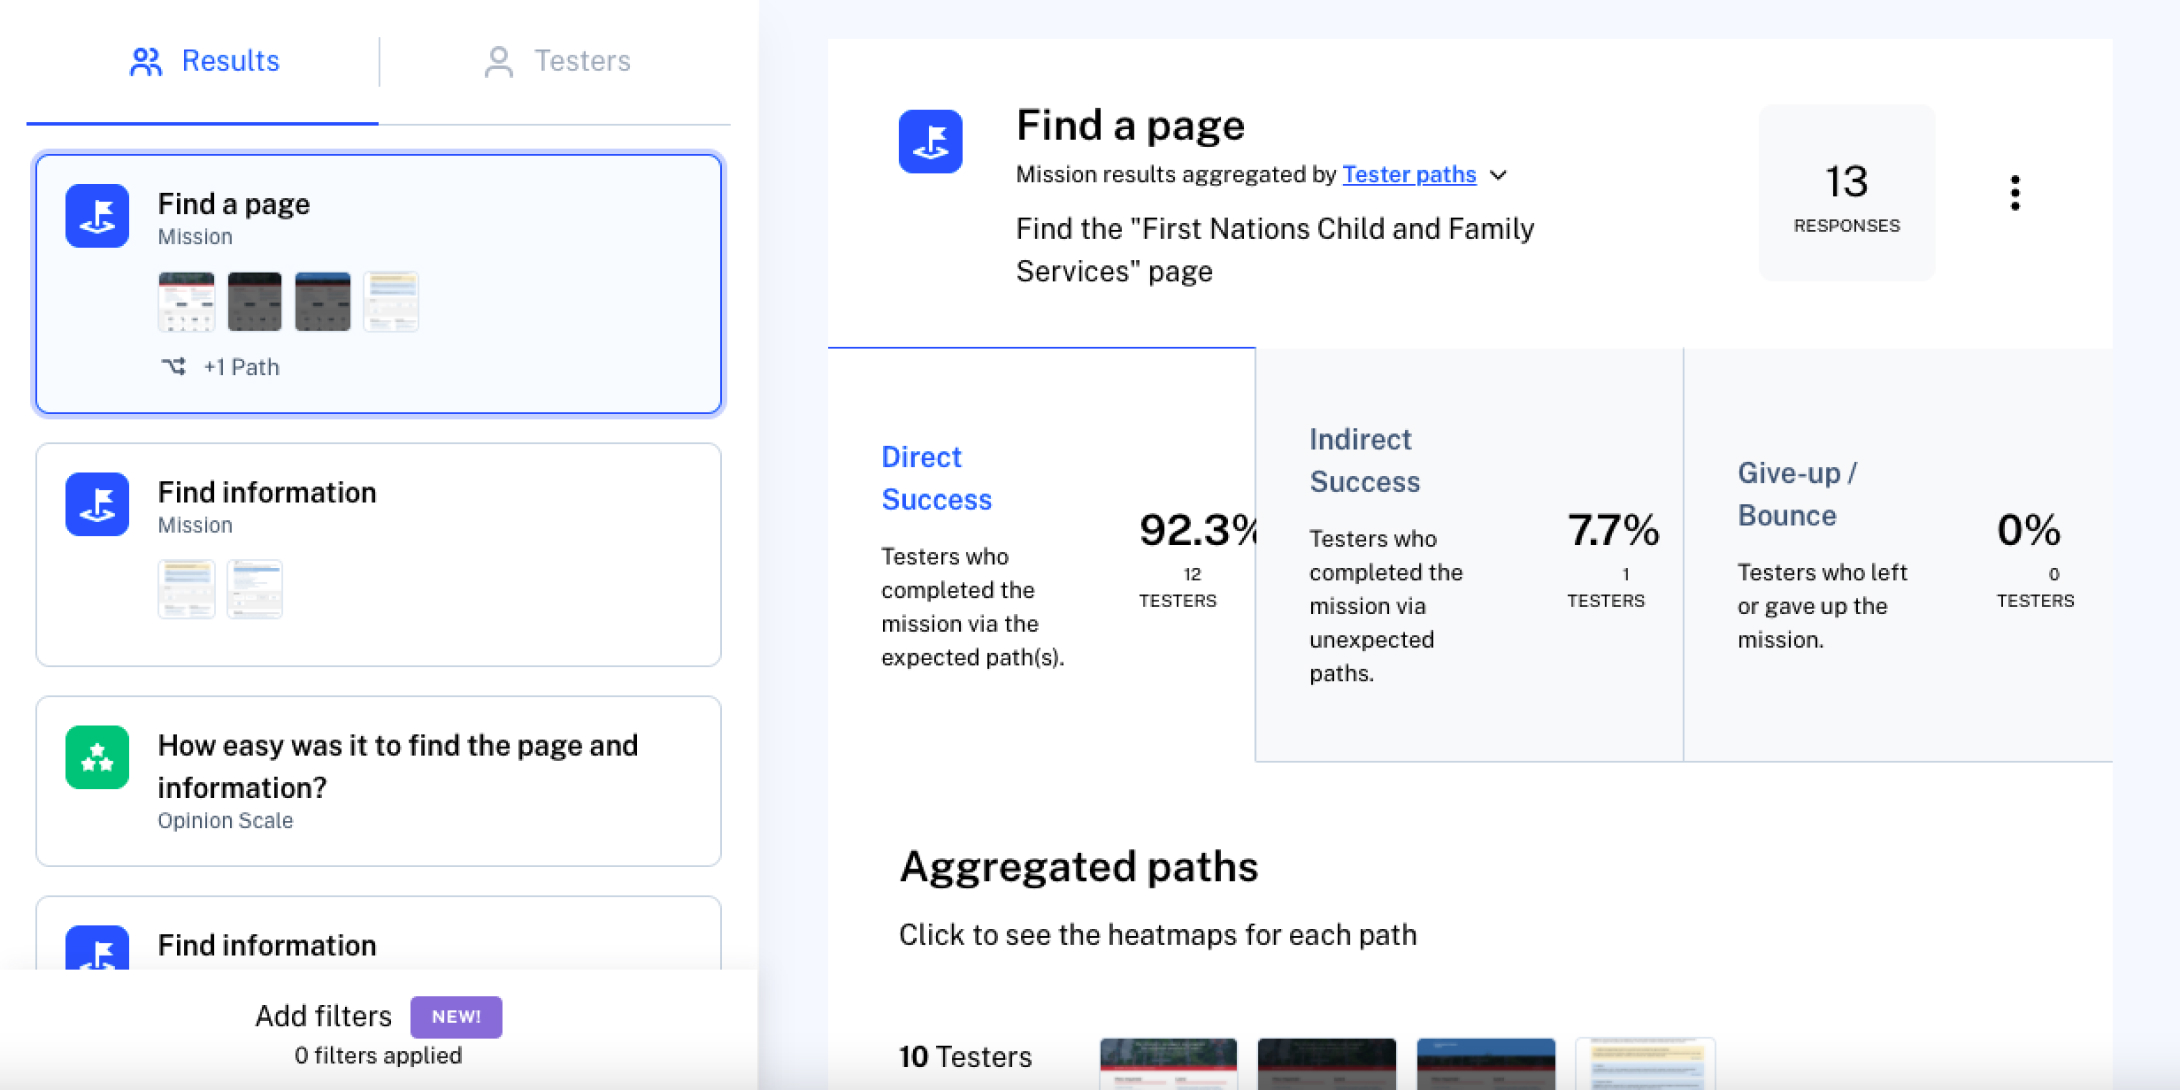 Results
Testers
Find a page
Mission
+1 Path
Find information
Mission
How easy was it to find the page and
information?
Opinion Scale
Find information
Add filters NEW!
0 filters applied
Find a page
Mission results aggregated by Tester paths
Find the "First Nations Child and Family
Services" page
13
RESPONSES
Direct
Success
Testers who
completed the
mission via the
expected path(s).
92.3%
12
TESTERS
Indirect
Success
Testers who
completed the
mission via
unexpected
paths.
7.7%
1
TESTERS
Give-up /
Bounce
Testers who left
or gave up the
mission.
0%
0
TESTERS
Aggregated paths
Click to see the heatmaps for each path
10 Testers